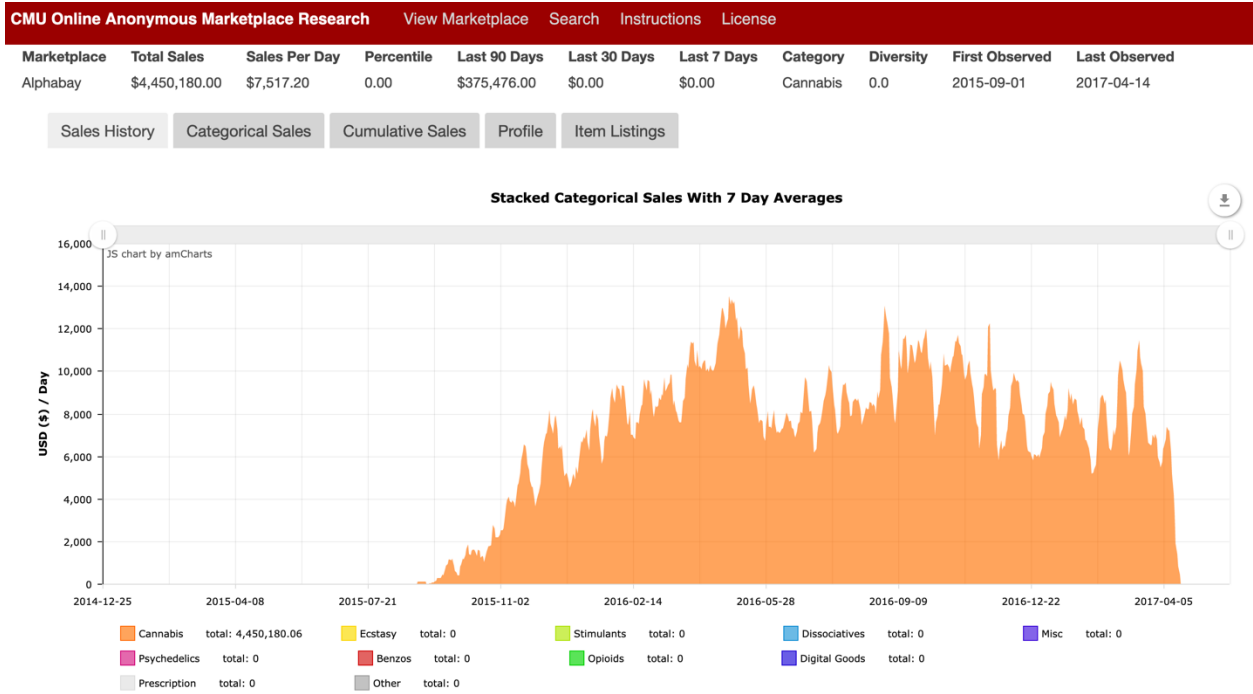 CMU Online Anonymous Marketplace Research View Marketplace Search Instructions License
Marketplace Total Sales Sales Per Day Percentile Last 90 Days Last 30 Days Last 7 Days Category Diversity First Observed Last Observed
Alphabay $4,450,180.00 $7,517.20 0.00 $375,476.00 $0.00 $0.00 Cannabis 0.0 2015-09-01 2017-04-14
Sales History Categorical Sales Cumulative Sales Profile Item Listings
Stacked Categorical Sales With 7 Day Averages
16,000
JS chart by amCharts
14,000
12,000
10,000
8,000
6,000
4,000
2,000
0
USD ($) / Day
2014-12-25 2015-04-08 2015-07-21 2015-11-02 2016-02-14 2016-05-28 2016-09-09 2016-12-22 2017-04-05
Cannabis total: 4,450,180.06 Ecstasy total: 0 Stimulants total: 0 Dissociatives total: 0 Misc total: 0
Psychedelics total: 0 Benzos total: 0 Opioids total: 0 Digital Goods total: 0
Prescription total: 0 Other total: 0